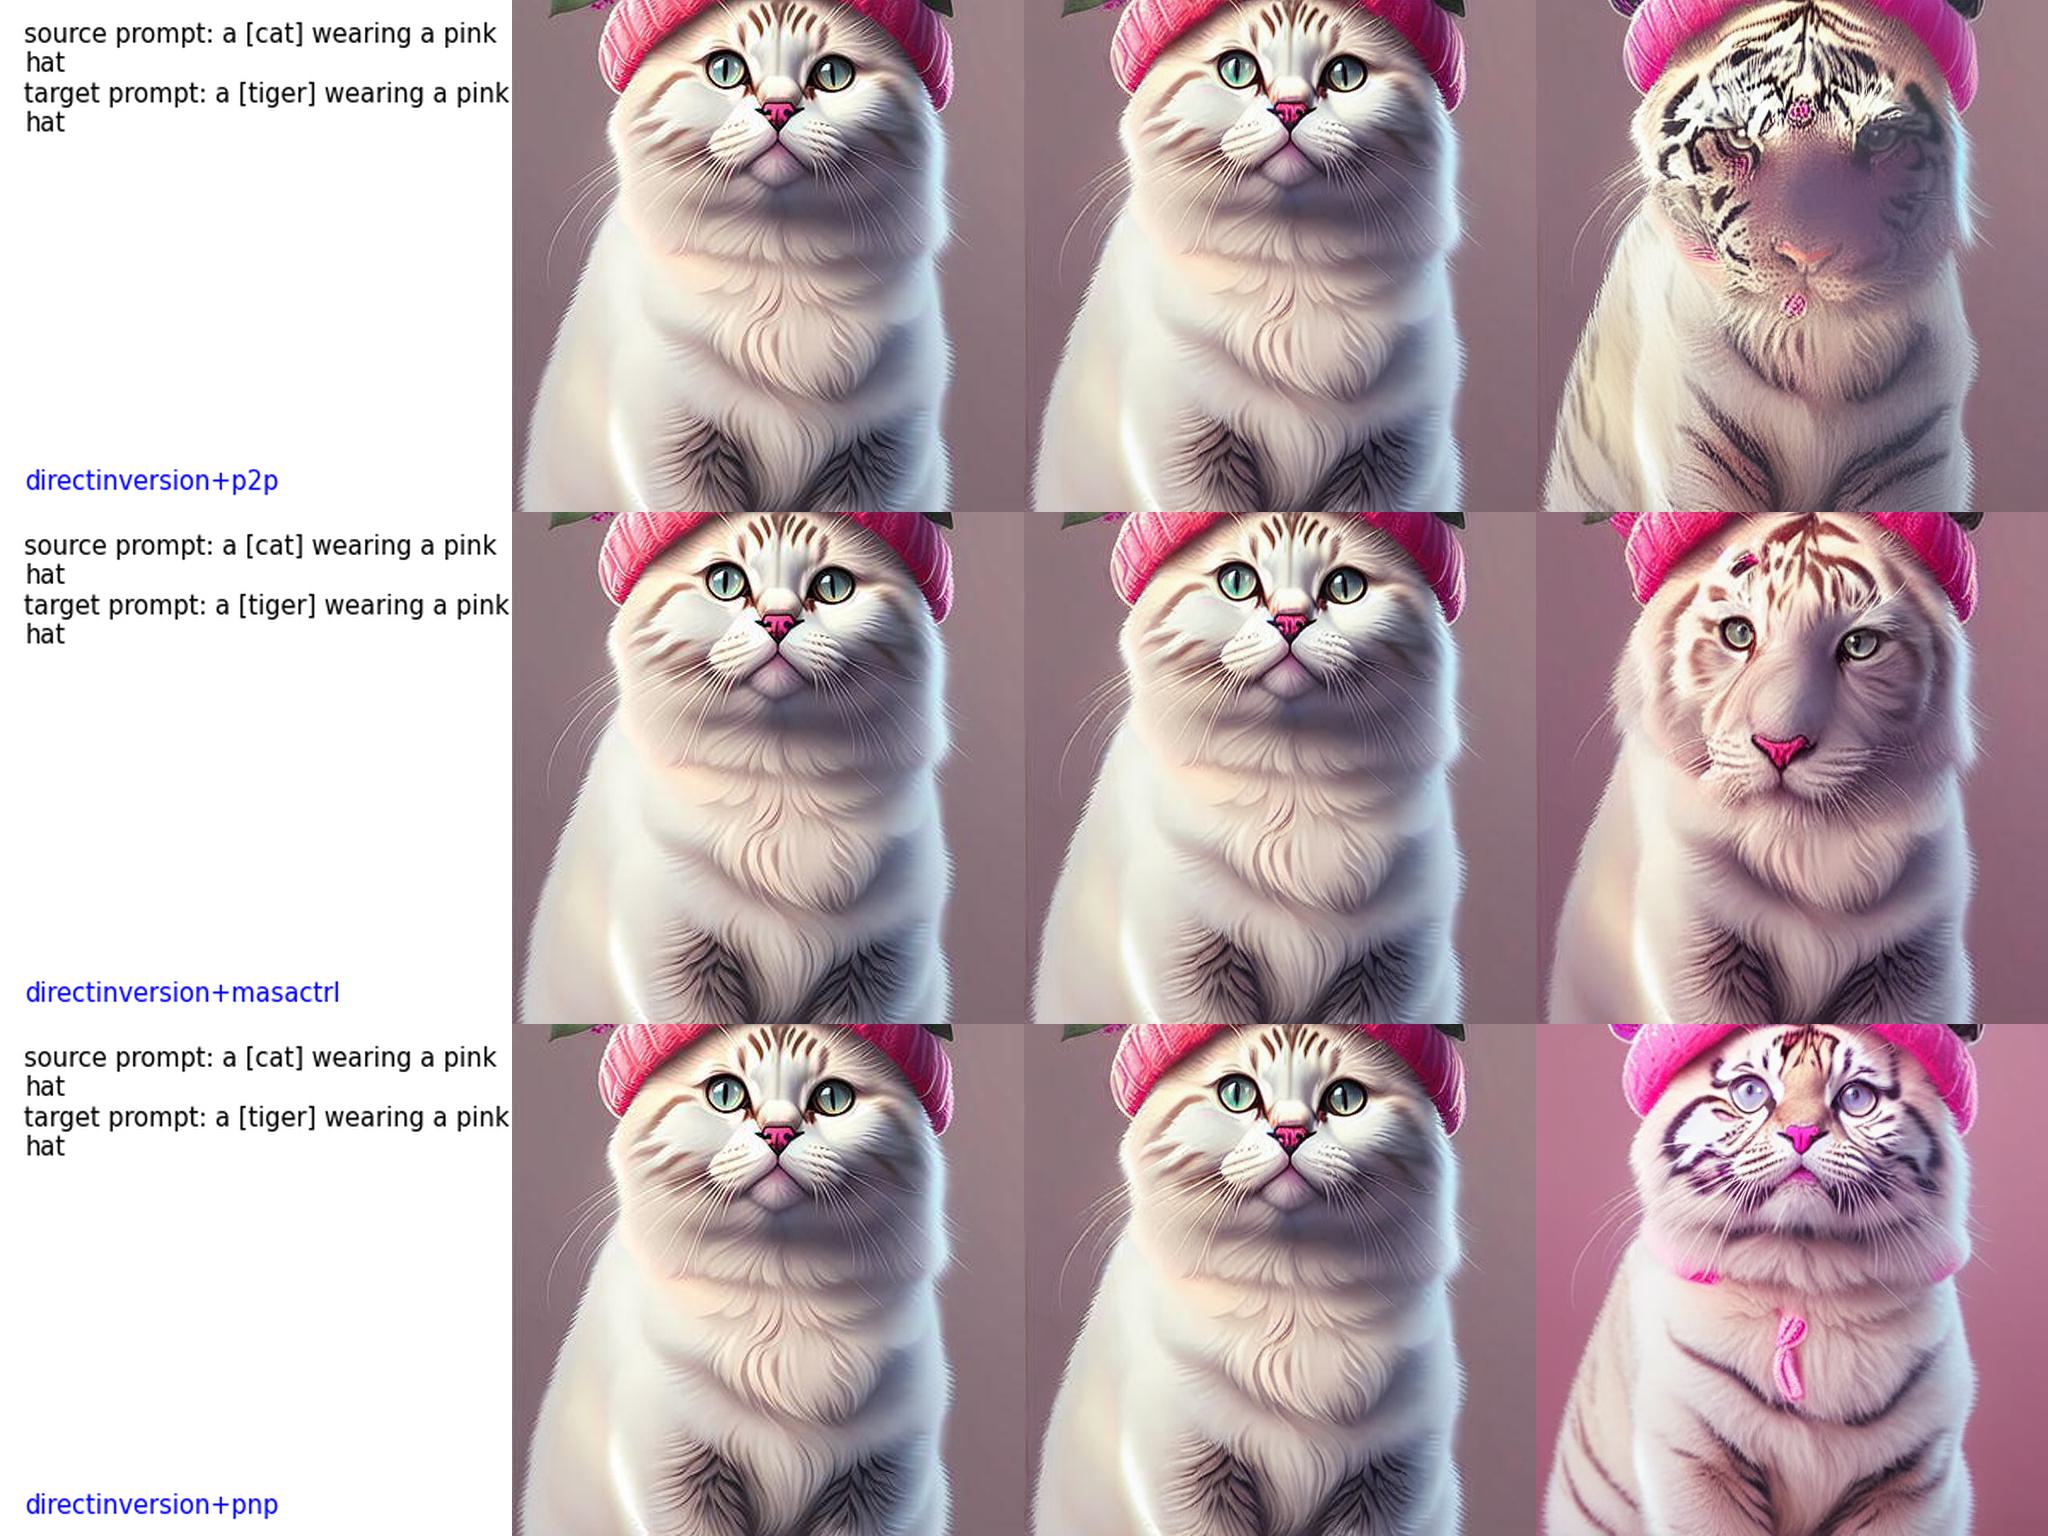 source prompt: a [cat] wearing a pink
hat
target prompt: a [tiger] wearing a pink
hat
directinversion+p2p
source prompt: a [cat] wearing a pink
hat
target prompt: a [tiger] wearing a pink
hat
directinversion+masactrl
source prompt: a [cat] wearing a pink
hat
target prompt: a [tiger] wearing a pink
hat
directinversion+pnp